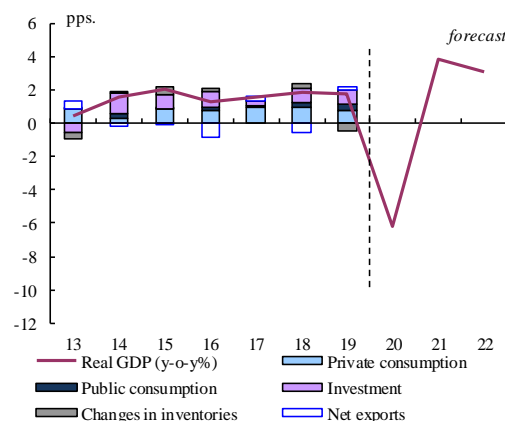 pps.
forecast
6
4
2
0
-2
-4
-6
-8
-10
-12
13 14 15 16 17 18 19 20 21 22
Real GDP (y-o-y%) Private consumption
Public consumption Investment
Changes in inventories Net exports